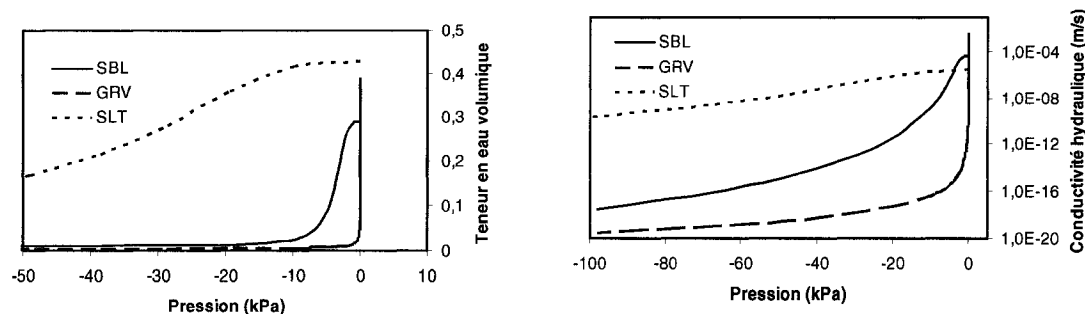 0,5
0,4
0,3
0,2
0,1
0
Teneur en eau volumique
SBL
GRV
SLT
-50 -40 -30 -20 -10 0 10
Pression (kPa)
1,0E-04
1,0E-08
1,0E-12
1,0E-16
1,0E-20
Conductivité hydraulique (m/s)
SBL
GRV
SLT
-100 -80 -60 -40 -20 0
Pression (kPa)